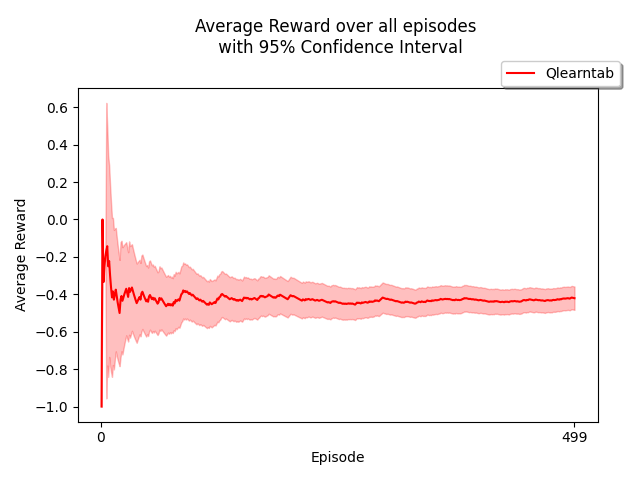 Average Reward over all episodes
with 95% Confidence Interval
Qlearntab
0.6
0.4
0.2
0.0
−0.2
−0.4
−0.6
−0.8
−1.0
Average Reward
0
499
Episode